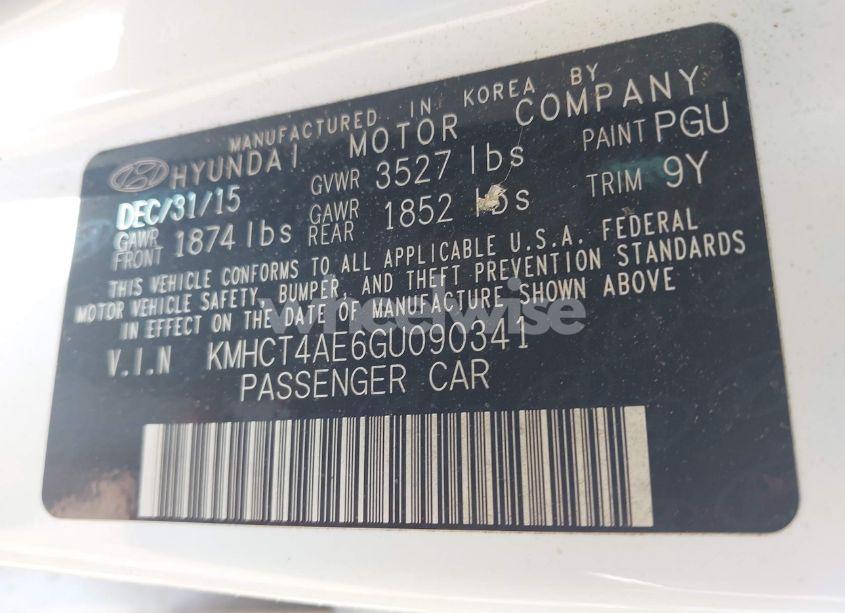 MANUFACTURED IN KOREA BY
HYUNDAI MOTOR COMPANY
DEC/31/15 GVWR 3527 lbs PAINT PGU
GAWR FRONT 1874 lbs GAWR REAR 1852 lbs TRIM 9Y
THIS VEHICLE CONFORMS TO ALL APPLICABLE U.S.A. FEDERAL
MOTOR VEHICLE SAFETY, BUMPER, AND THEFT PREVENTION STANDARDS
IN EFFECT ON THE DATE OF MANUFACTURE SHOWN ABOVE
wheelwise
V.I.N KMHCT4AE6GU090341
PASSENGER CAR